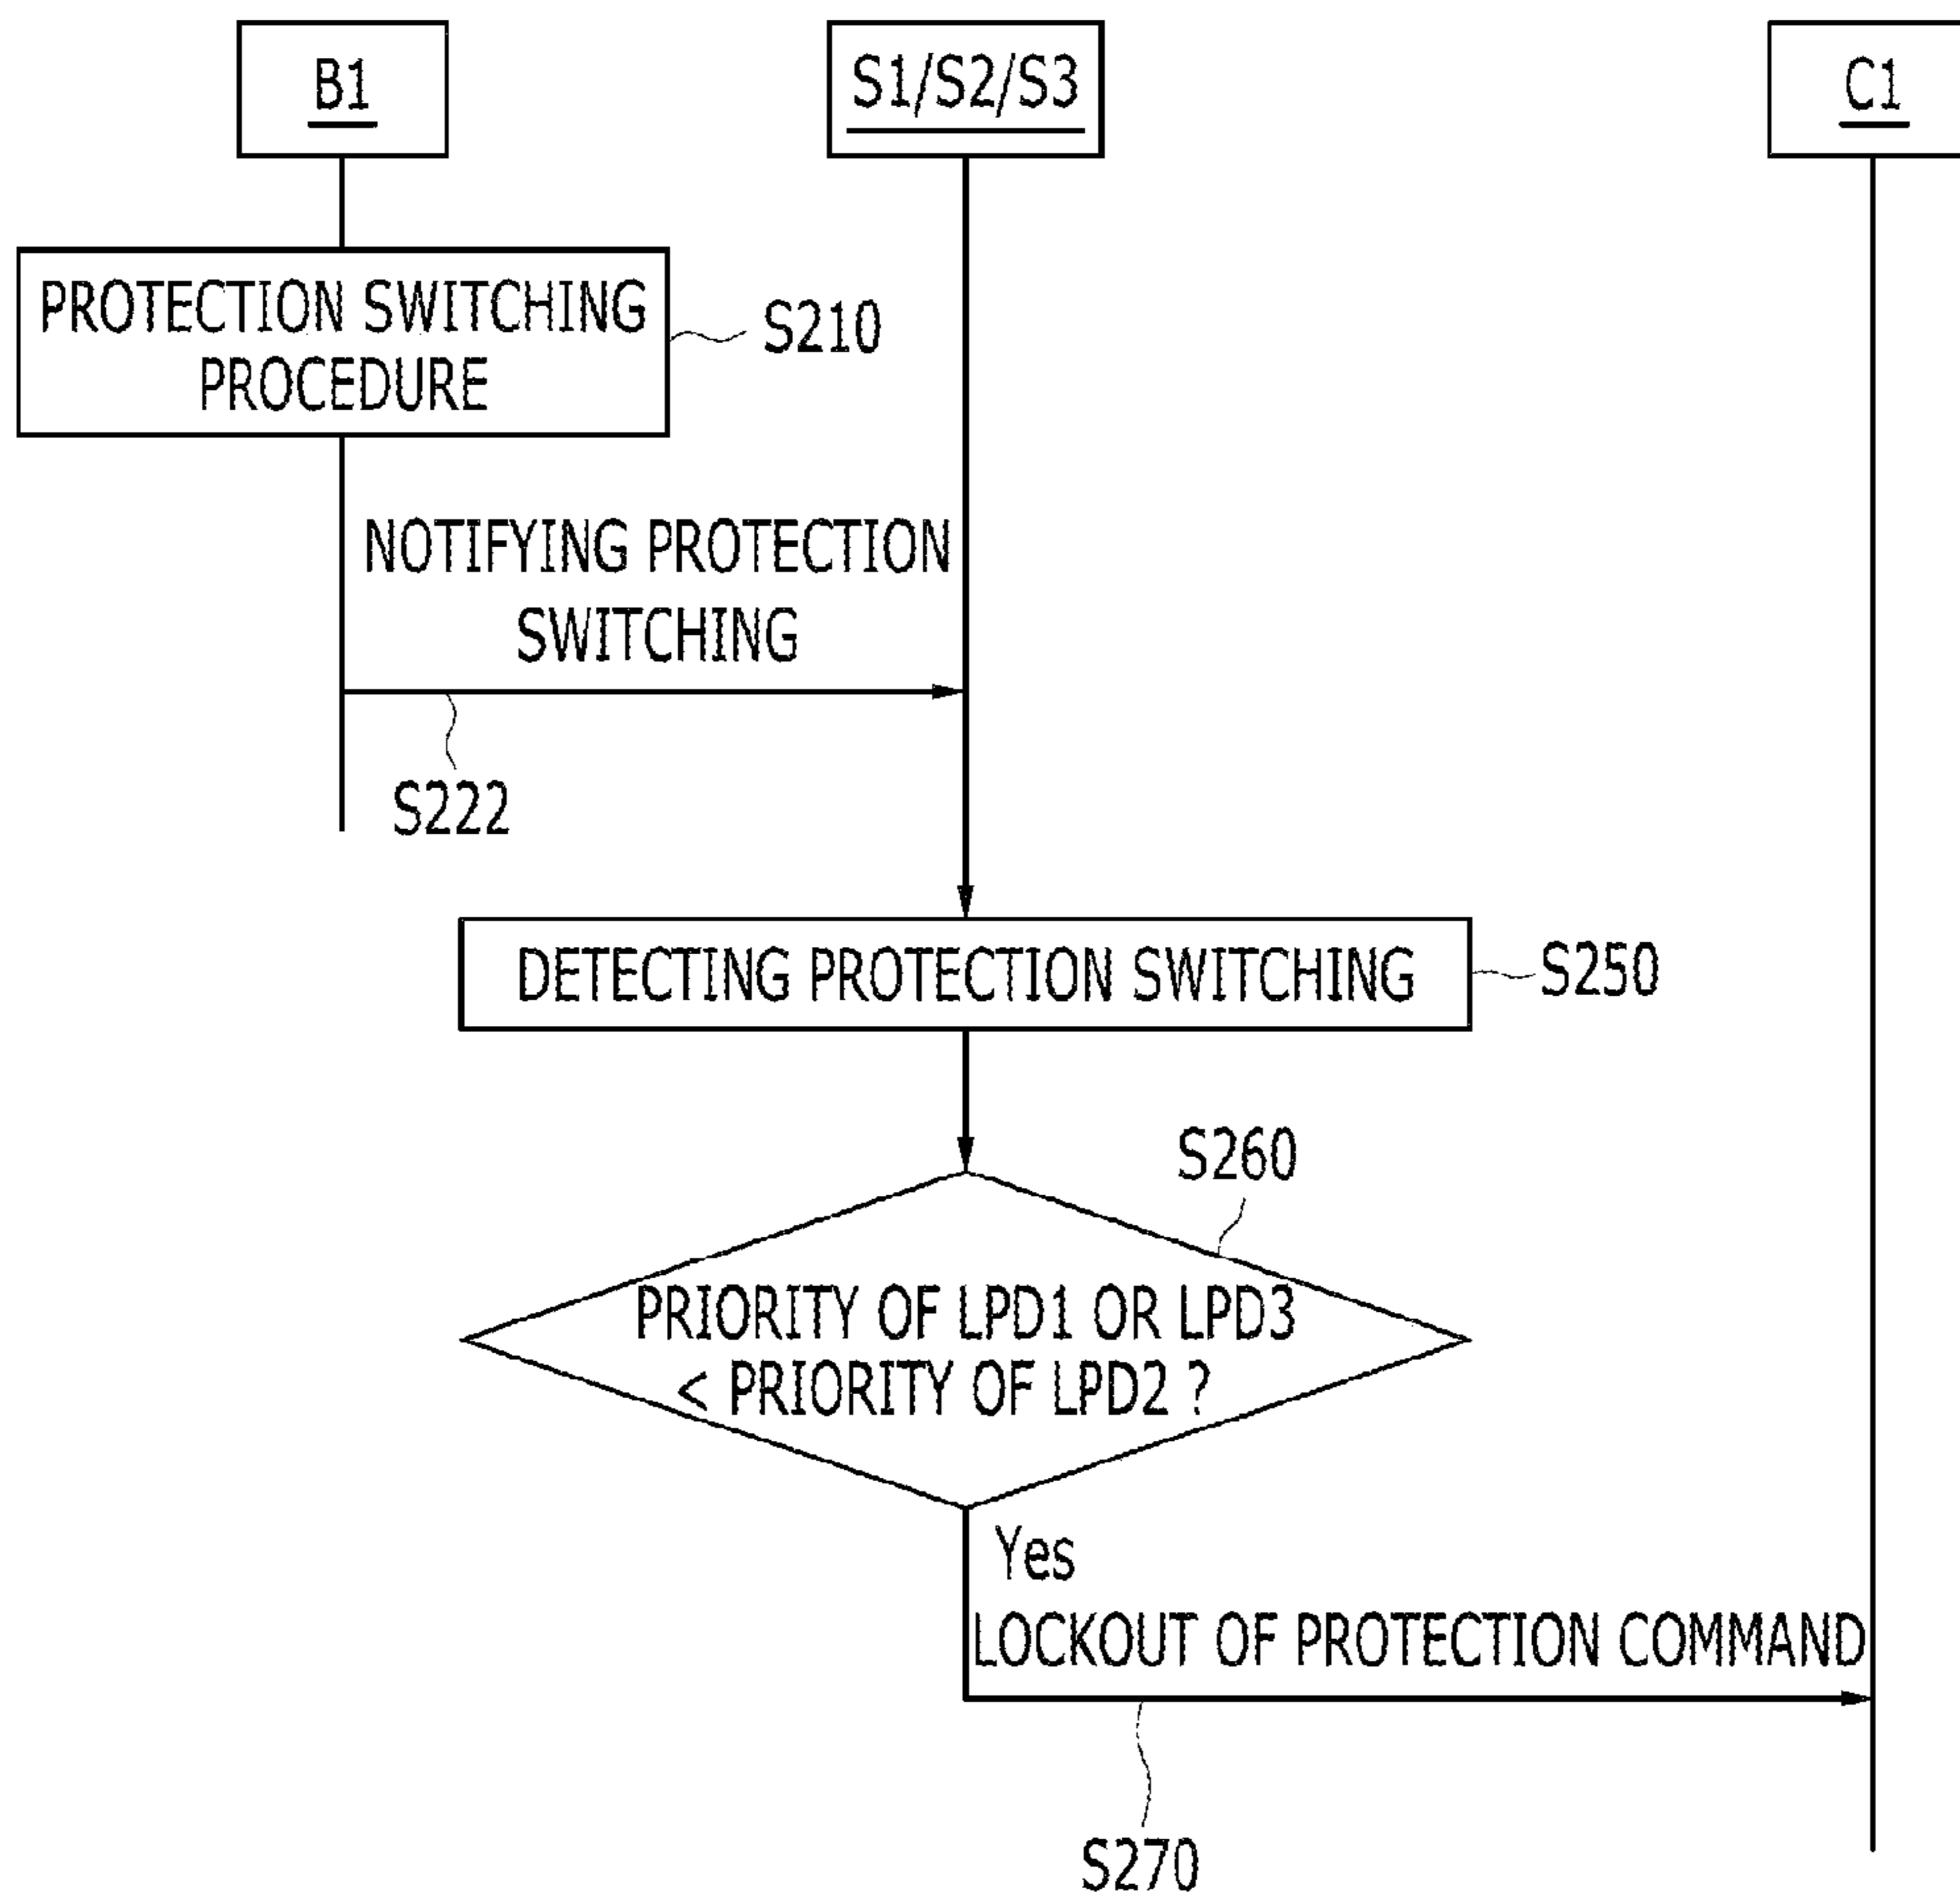 B1
S1/S2/S3
C1
PROTECTION SWITCHING
PROCEDURE
S210
NOTIFYING PROTECTION
SWITCHING
S222
DETECTING PROTECTION SWITCHING
S250
S260
PRIORITY OF LPD1 OR LPD3
< PRIORITY OF LPD2 ?
Yes
LOCKOUT OF PROTECTION COMMAND
S270